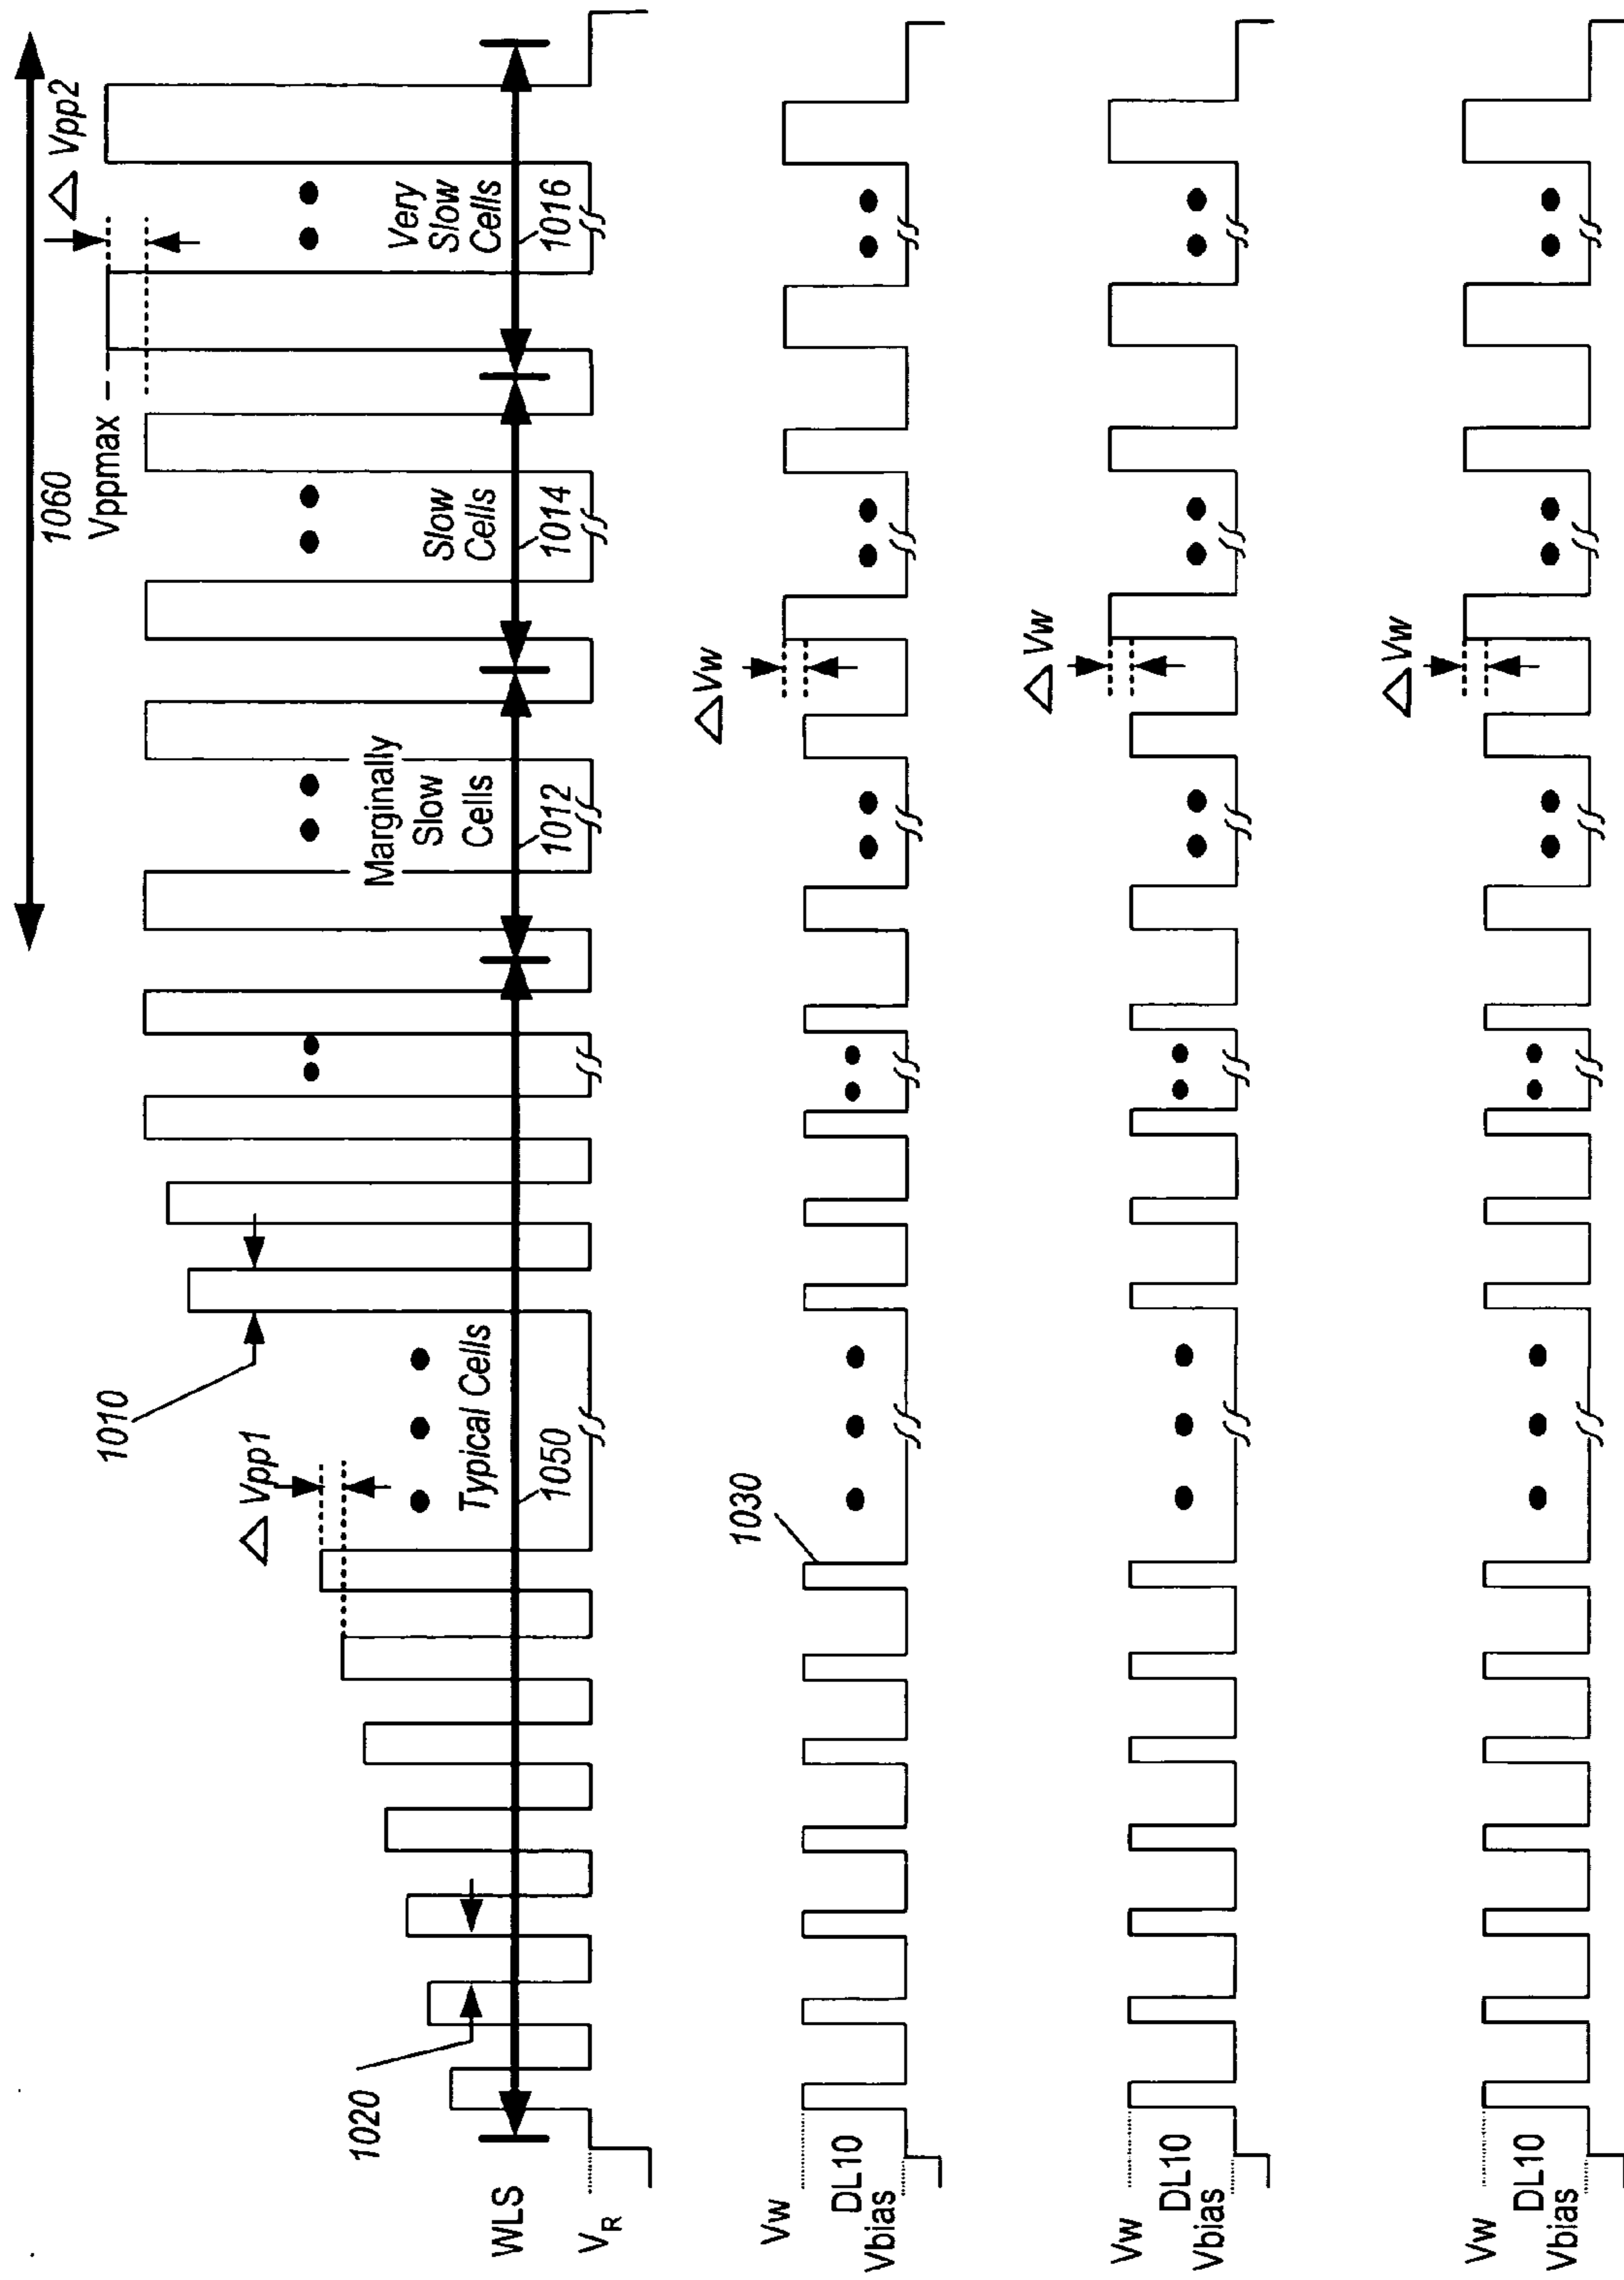 1060
Vppmax
△ Vpp2
1010
△ Vpp1
1020
WLS
Typical Cells
1050
Marginally
Slow
Cells
1012
Slow
Cells
1014
Very
Slow
Cells
1016
VR
1030
△ Vw
Vw
DL10
Vbias
△ Vw
Vw
DL10
Vbias
△ Vw
Vw
DL10
Vbias